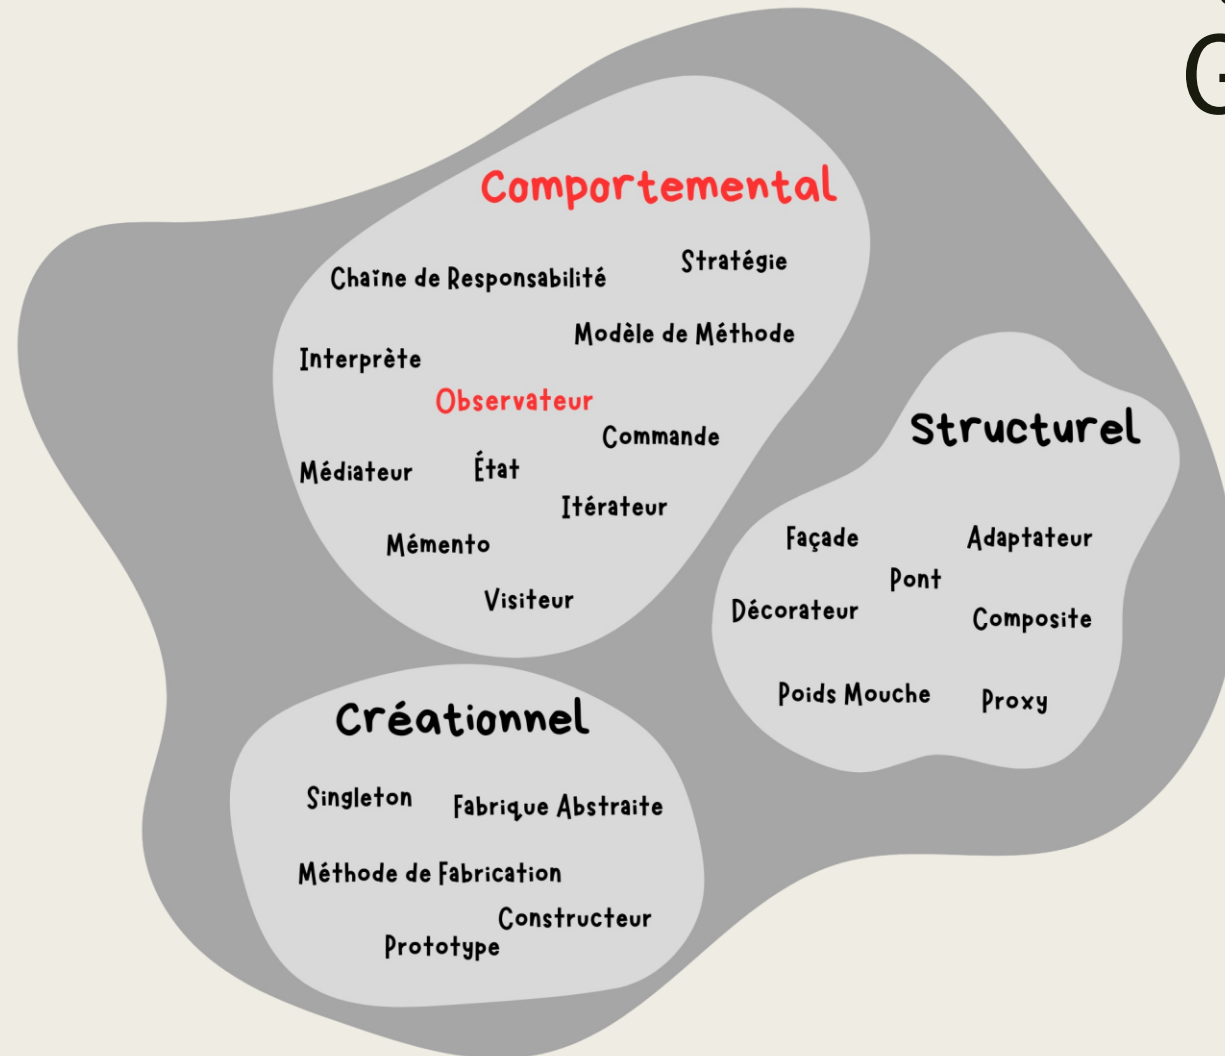 G
Comportemental
Chaîne de Responsabilité
Stratégie
Modèle de Méthode
Interprète
Observateur
Commande
Médiateur
État
Itérateur
Mémento
Visiteur
Structurel
Façade
Adaptateur
Pont
Décorateur
Composite
Poids Mouche
Proxy
Créationnel
Singleton
Fabrique Abstraite
Méthode de Fabrication
Constructeur
Prototype